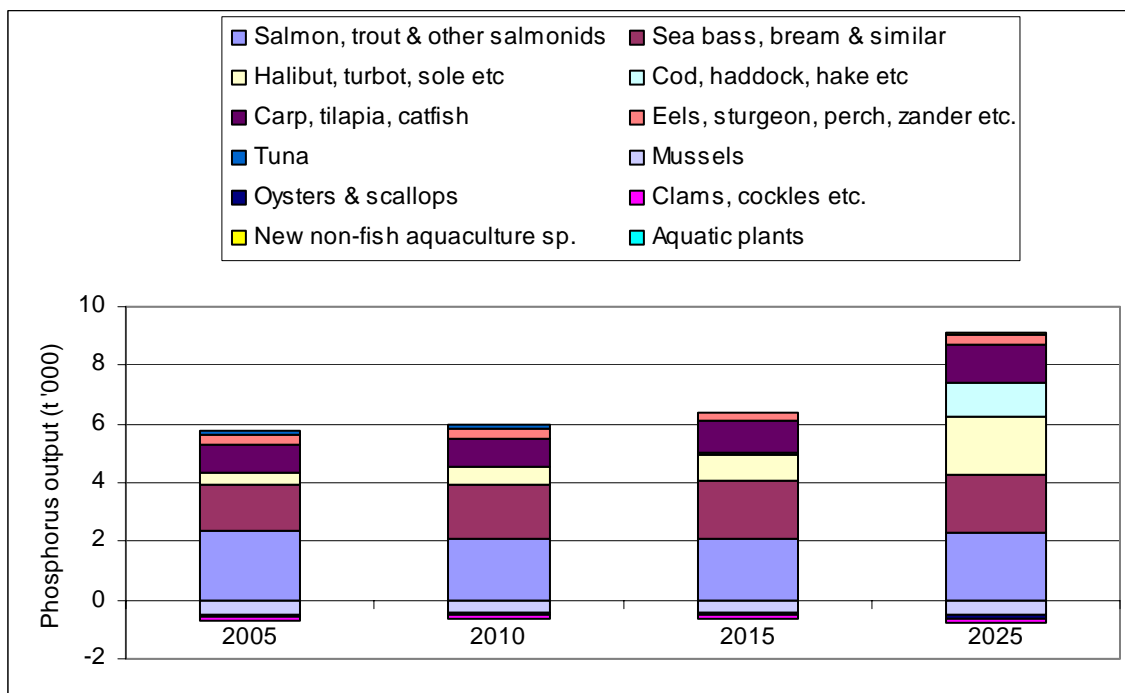 Salmon, trout & other salmonids
Sea bass, bream & similar
Halibut, turbot, sole etc
Cod, haddock, hake etc
Carp, tilapia, catfish
Eels, sturgeon, perch, zander etc.
Tuna
Mussels
Oysters & scallops
Clams, cockles etc.
New non-fish aquaculture sp.
Aquatic plants
Phosphorus output (t '000)
10
8
6
4
2
0
-2
2005
2010
2015
2025